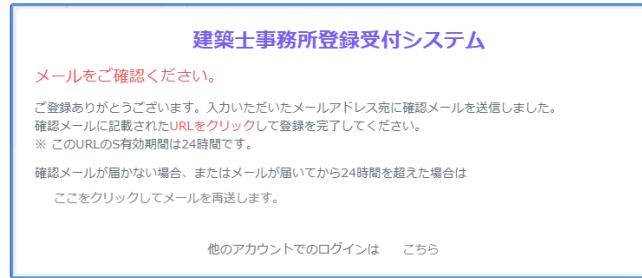 建築士事務所登録受付システム
メールをご確認ください。
ご登録ありがとうございます。入力いただいたメールアドレス宛に確認メールを送信しました。
確認メールに記載されたURLをクリックして登録を完了してください。
※ このURLのS有効期間は24時間です。
確認メールが届かない場合、またはメールが届いてから24時間を超えた場合は
ここをクリックしてメールを再送します。
他のアカウントでのログインは こちら